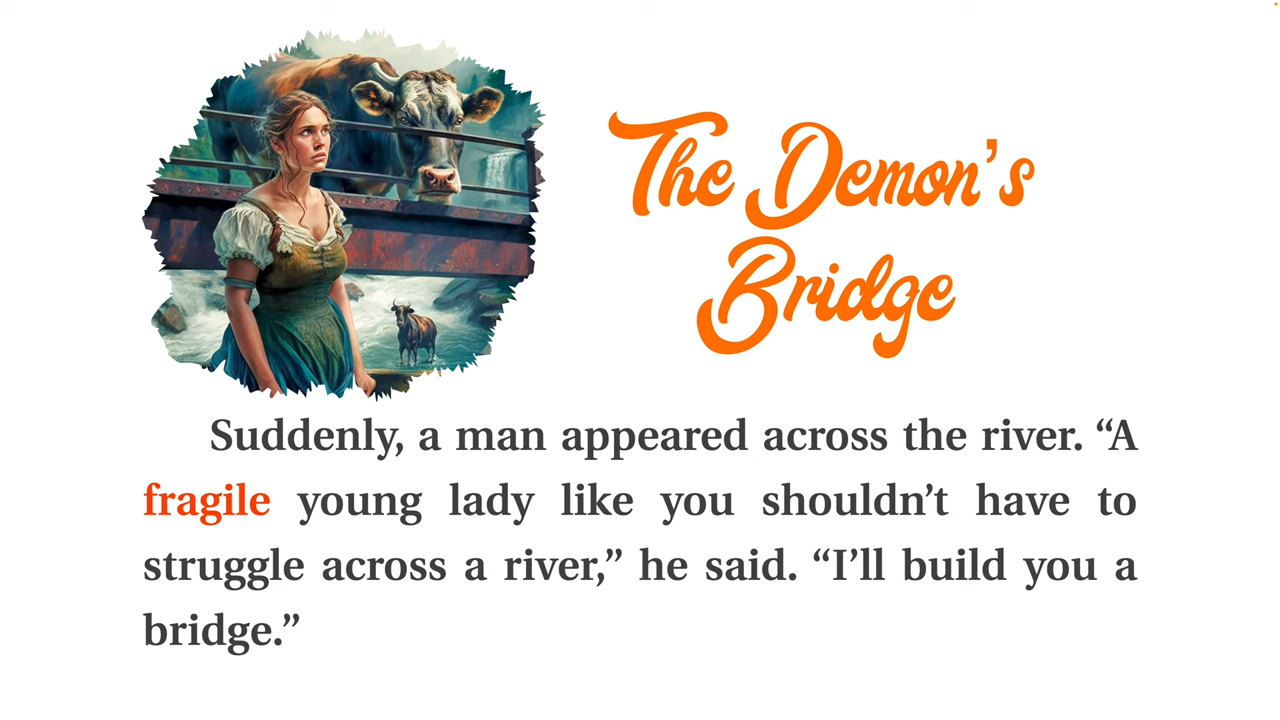 The Demon’s
Bridge
Suddenly, a man appeared across the river. “A
fragile young lady like you shouldn’t have to
struggle across a river,” he said. “I’ll build you a
bridge.”